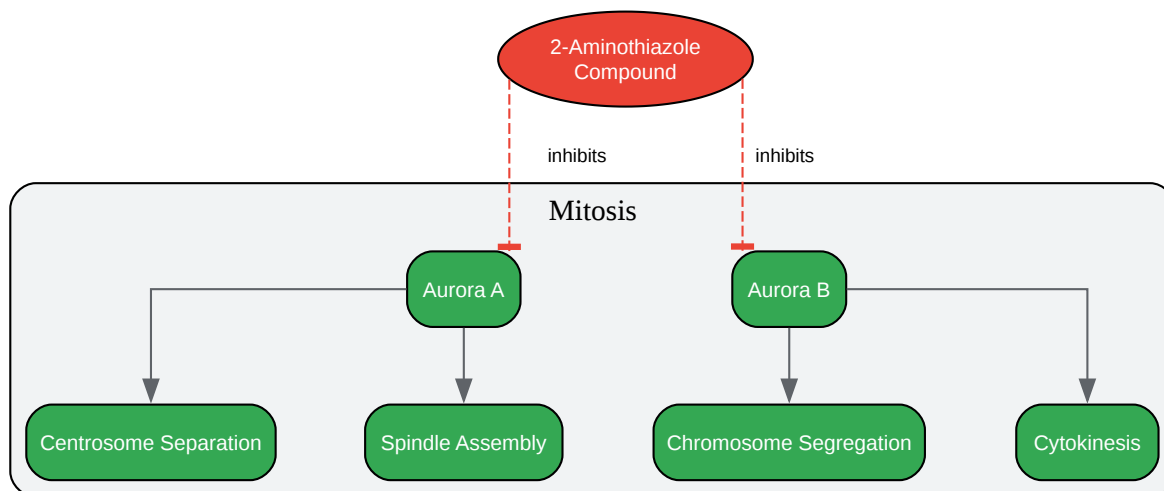 2-Aminothiazole
Compound
inhibits
inhibits
Mitosis
Aurora A
Aurora B
Centrosome Separation
Spindle Assembly
Chromosome Segregation
Cytokinesis